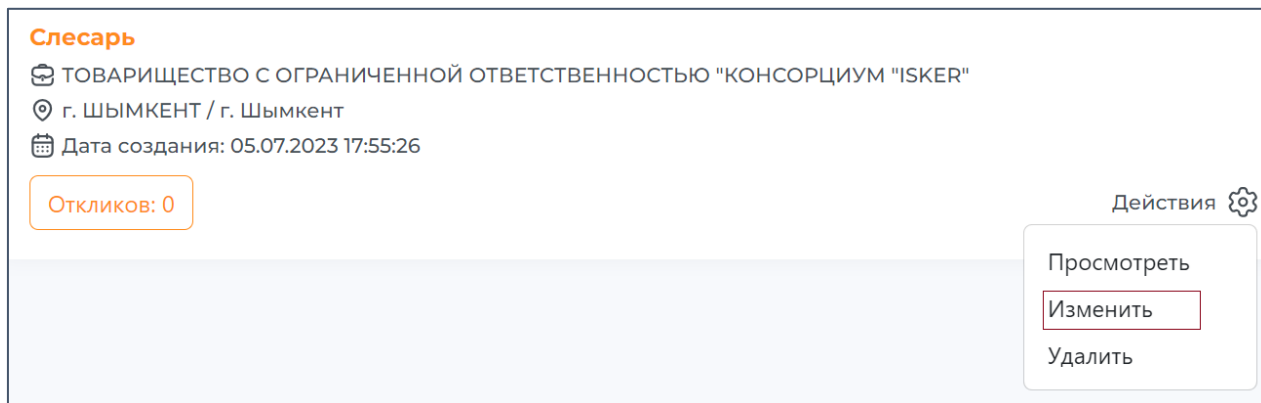 Слесарь
ТОВАРИЩЕСТВО С ОГРАНИЧЕННОЙ ОТВЕТСТВЕННОСТЬЮ "КОНСОРЦИУМ "ISKER"
г. ШЫМКЕНТ / г. Шымкент
Дата создания: 05.07.2023 17:55:26
Откликов: 0
Действия
Просмотреть
Изменить
Удалить